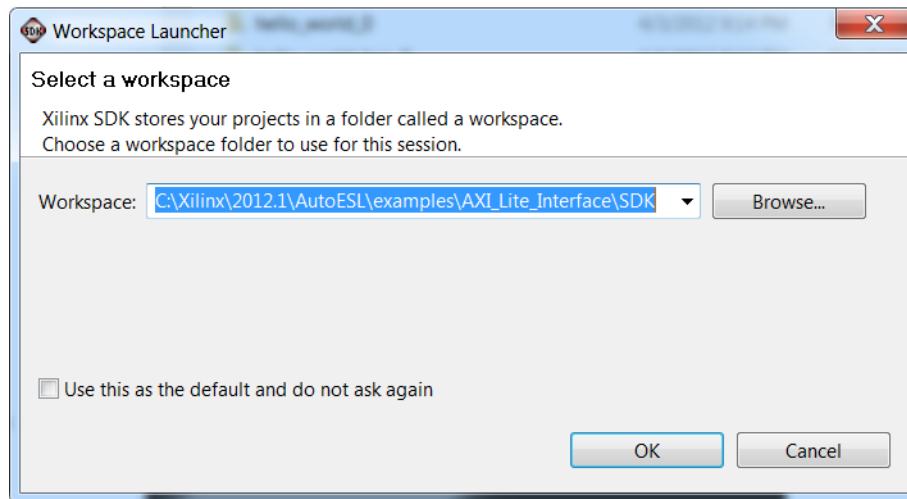 SDK Workspace Launcher
Select a workspace
Xilinx SDK stores your projects in a folder called a workspace.
Choose a workspace folder to use for this session.
Workspace: C:\Xilinx\2012.1\AutoESL\examples\AXI_Lite_Interface\SDK Browse...
Use this as the default and do not ask again
OK Cancel